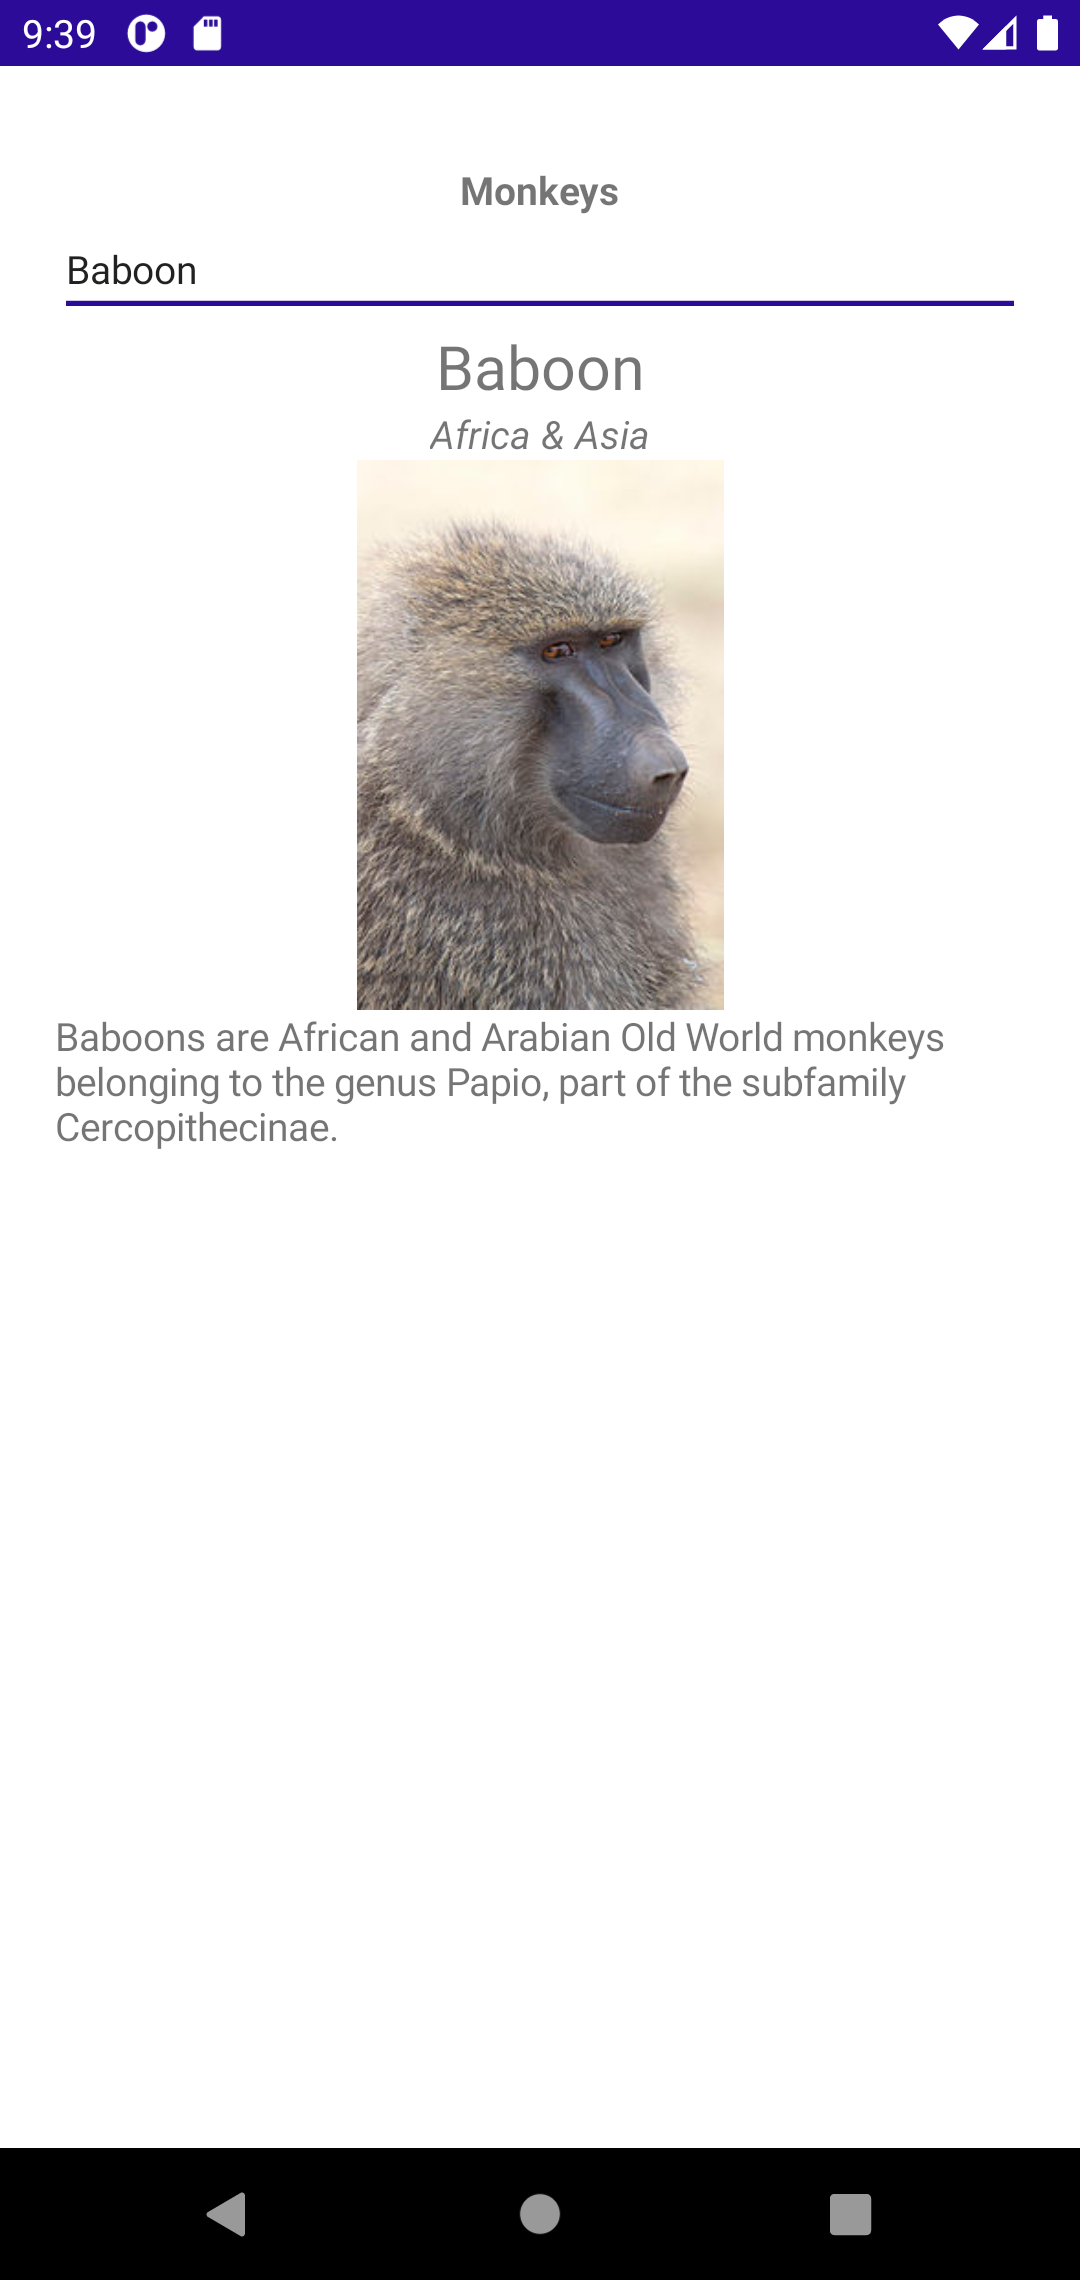 9:39
Monkeys
Baboon
Baboon
Africa & Asia
Baboons are African and Arabian Old World monkeys
belonging to the genus Papio, part of the subfamily
Cercopithecinae.